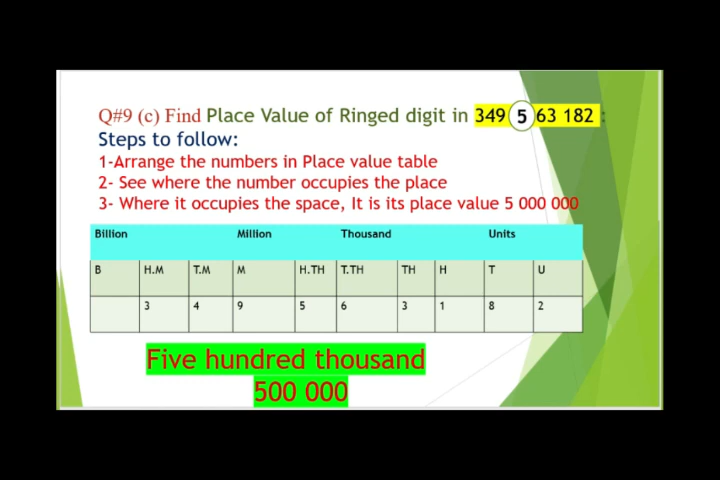 Q#9 (c) Find Place Value of Ringed digit in 349 5 63 182 :
Steps to follow:
1-Arrange the numbers in Place value table
2- See where the number occupies the place
3- Where it occupies the space, It is its place value 5 000 000
Billion Million Thousand Units
B H.M T.M M H.TH T.TH TH H T U
3 4 9 5 6 3 1 8 2
Five hundred thousand
500 000